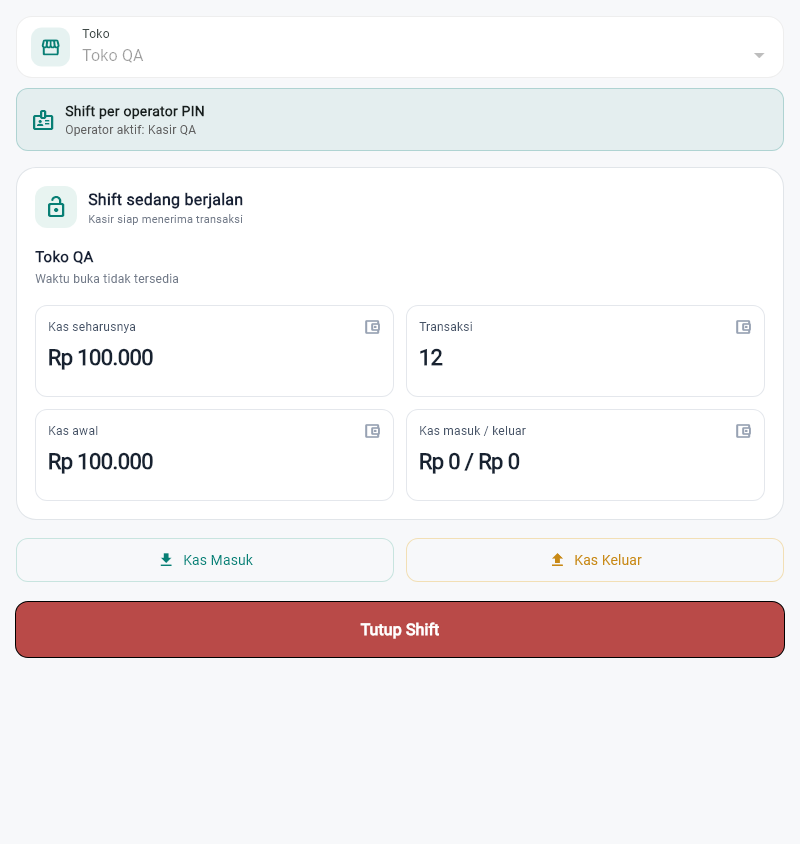 Toko
Toko QA
Shift per operator PIN
Operator aktif: Kasir QA
Shift sedang berjalan
Kasir siap menerima transaksi
Toko QA
Waktu buka tidak tersedia
Kas seharusnya
Rp 100.000
Transaksi
12
Kas awal
Rp 100.000
Kas masuk / keluar
Rp 0 / Rp 0
Kas Masuk
Kas Keluar
Tutup Shift